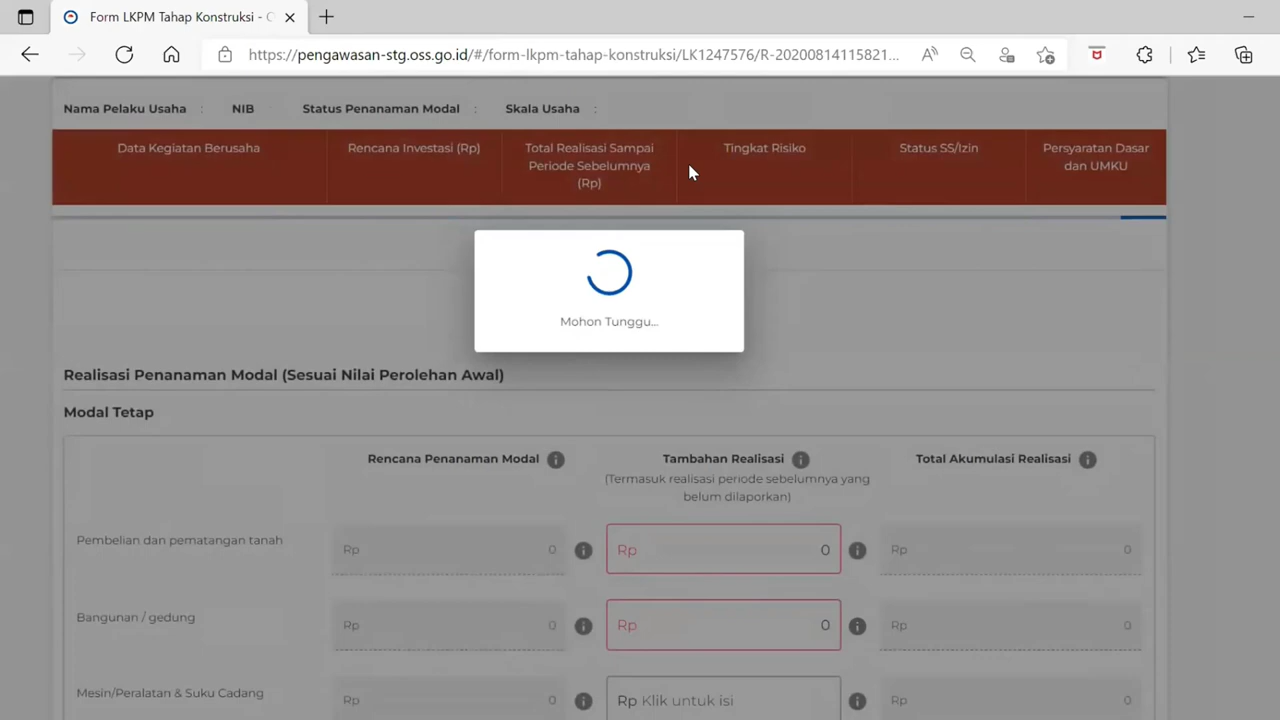 Form LKPM Tahap Konstruksi - O
https://pengawasan-stg.oss.go.id/#/form-lkpm-tahap-konstruksi/LK1247576/R-20200814115821...
Nama Pelaku Usaha : NIB : Status Penanaman Modal : Skala Usaha :
Data Kegiatan Berusaha
Rencana Investasi (Rp)
Total Realisasi Sampai
Periode Sebelumnya
(Rp)
Tingkat Risiko
Status SS/Izin
Persyaratan Dasar
dan UMKU
Mohon Tunggu...
Realisasi Penanaman Modal (Sesuai Nilai Perolehan Awal)
Modal Tetap
Rencana Penanaman Modal
Tambahan Realisasi
(Termasuk realisasi periode sebelumnya yang
belum dilaporkan)
Total Akumulasi Realisasi
Pembelian dan pematangan tanah Rp 0 Rp 0 Rp 0
Bangunan / gedung Rp 0 Rp 0 Rp 0
Mesin/Peralatan & Suku Cadang Rp 0 Rp Klik untuk isi Rp 0